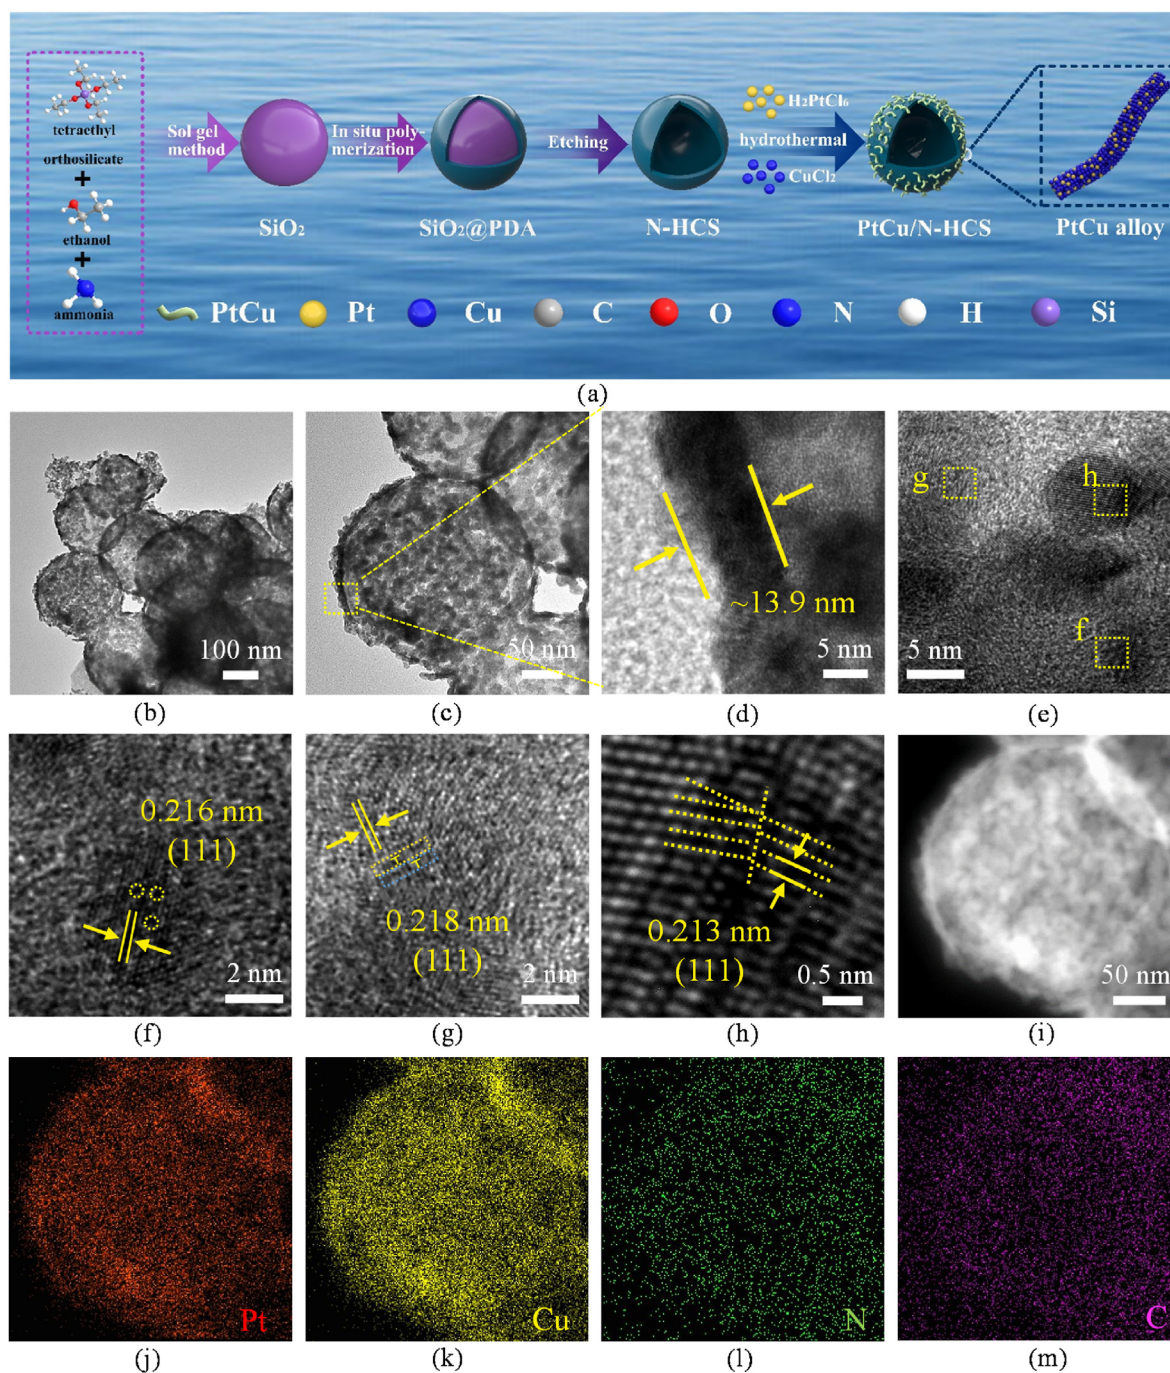 tetraethyl
orthosilicate
+
ethanol
+
ammonia
Sol gel
method
SiO₂
In situ poly-
merization
SiO₂@PDA
Etching
N-HCS
H₂PtCl₆
hydrothermal
CuCl₂
PtCu/N-HCS
PtCu alloy
PtCu Pt Cu C O N H Si
(a)
100 nm
50 nm
~13.9 nm
5 nm
g
h
f
5 nm
(b) (c) (d) (e)
0.216 nm
(111)
2 nm
0.218 nm
(111)
2 nm
0.213 nm
(111)
0.5 nm
50 nm
(f) (g) (h) (i)
Pt Cu N C
(j) (k) (l) (m)